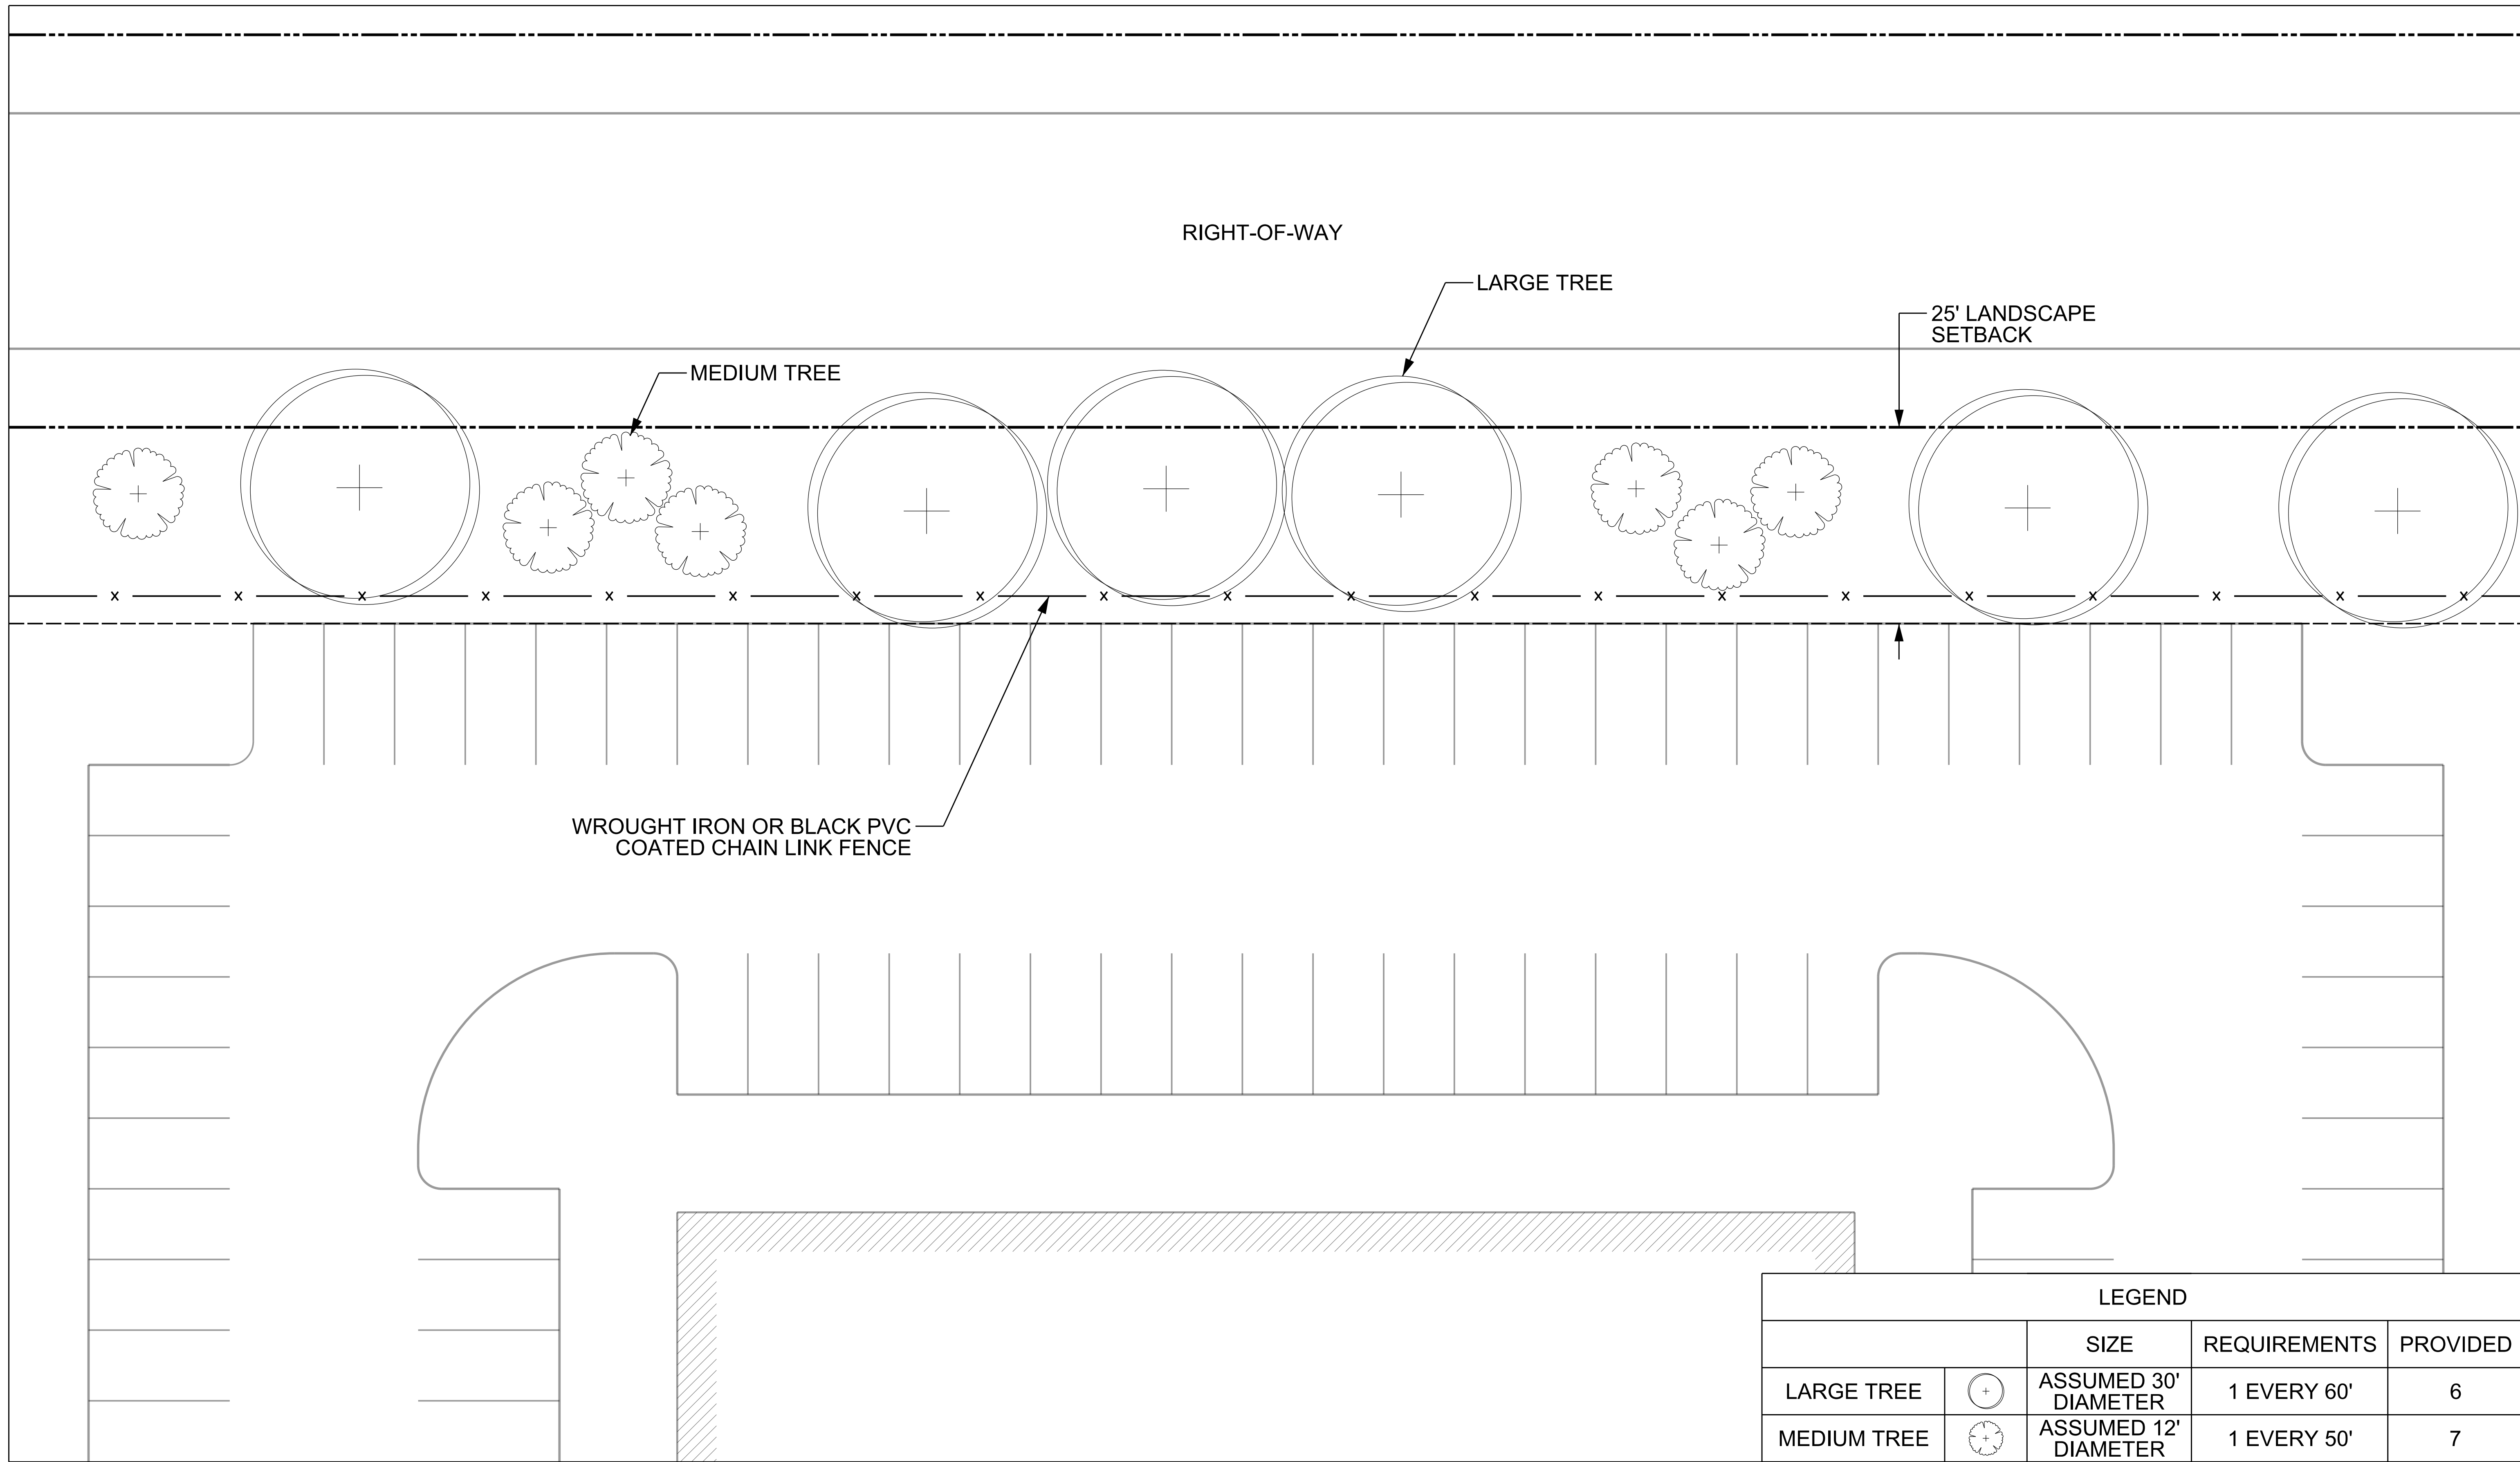 RIGHT-OF-WAY
LARGE TREE
25' LANDSCAPE
SETBACK
MEDIUM TREE
WROUGHT IRON OR BLACK PVC
COATED CHAIN LINK FENCE
LEGEND
SIZE REQUIREMENTS PROVIDED
LARGE TREE ASSUMED 30' DIAMETER 1 EVERY 60' 6
MEDIUM TREE ASSUMED 12' DIAMETER 1 EVERY 50' 7